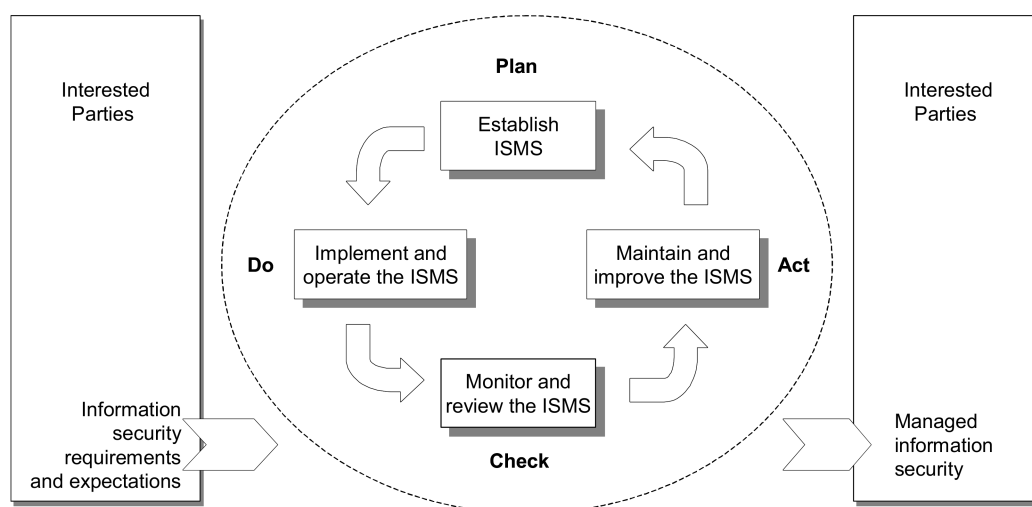 Interested
Parties
Information
security
requirements
and expectations
Plan
Establish
ISMS
Do
Implement and
operate the ISMS
Maintain and
improve the ISMS
Act
Monitor and
review the ISMS
Check
Interested
Parties
Managed
information
security